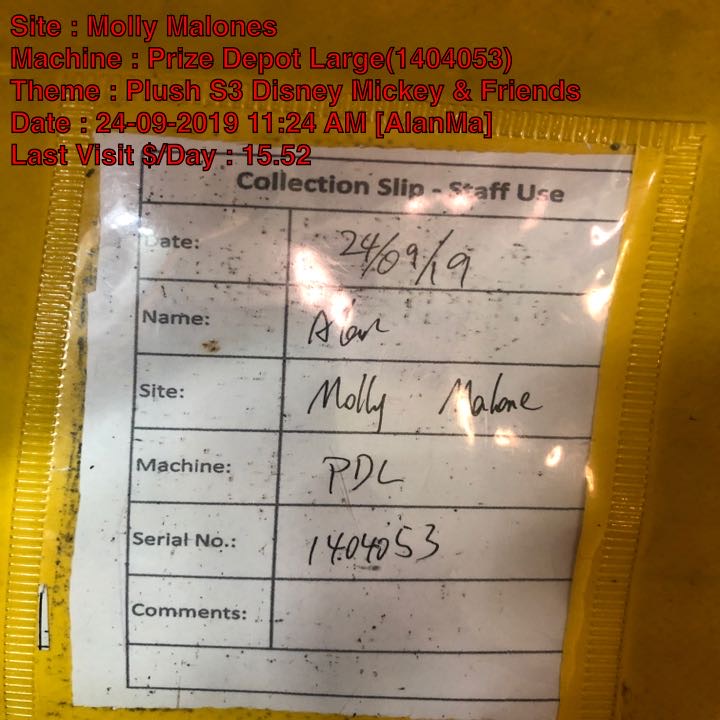 Site : Molly Malones
Machine : Prize Depot Large(1404053)
Theme : Plush S3 Disney Mickey & Friends
Date : 24-09-2019 11:24 AM [AlanMa]
Last Visit $/Day : 15.52
Collection Slip - Staff Use
Date: 24/09/19
Name: Alan
Site: Molly Malone
Machine: PDL
Serial No.: 1404053
Comments: